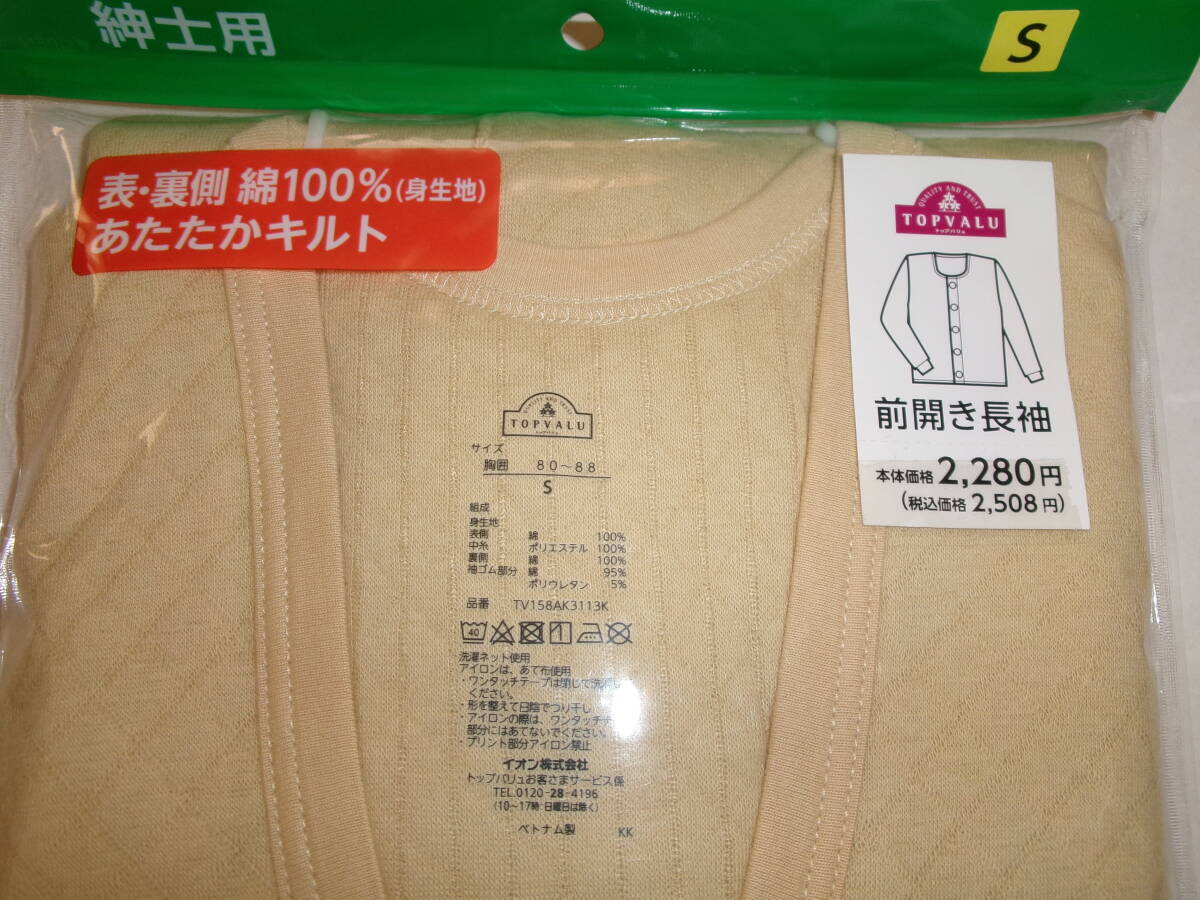 紳士用
S
表・裏側 綿100%(身生地)
あたたかキルト
QUALITY AND TRUST
TOPVALU
トップバリュ
前開き長袖
本体価格 2,280円
(税込価格 2,508円)
QUALITY AND TRUST
TOPVALU
トップバリュ
サイズ
胸囲 80~88
S
組成
身生地
表側 綿 100%
中糸 ポリエステル 100%
裏側 綿 100%
袖ゴム部分 綿 95%
ポリウレタン 5%
品番 TV158AK3113K
40
洗濯ネット使用
アイロンは、あて布使用
・ワンタッチテープは閉じて洗濯し
ください。
・形を整えて日陰でつり干し
・アイロンの際は、ワンタッチテ
部分にはあてないでください。
・プリント部分アイロン禁止
イオン株式会社
トップバリュお客さまサービス係
TEL.0120-28-4196
(10~17時:日曜日は除く)
ベトナム製 KK